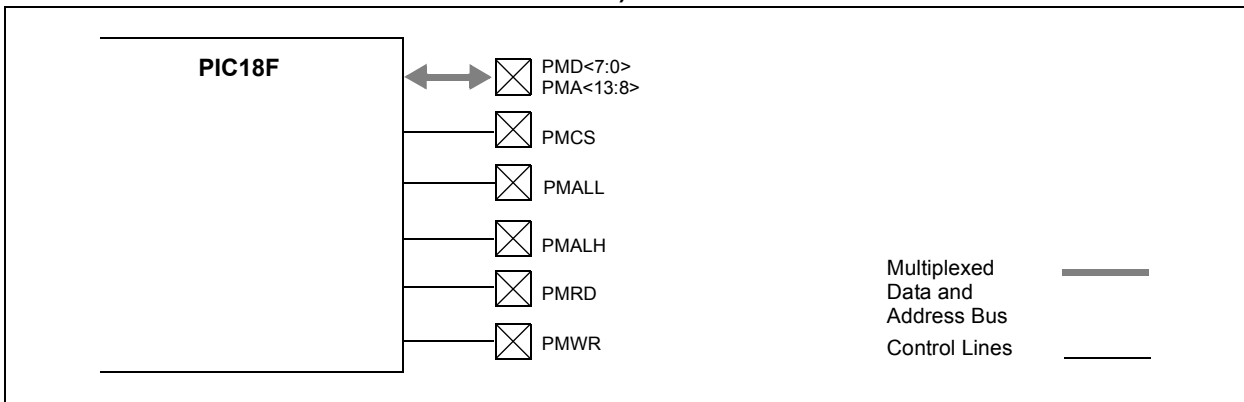 PIC18F
PMD<7:0>
PMA<13:8>
PMCS
PMALL
PMALH
PMRD
PMWR
Multiplexed
Data and
Address Bus
Control Lines